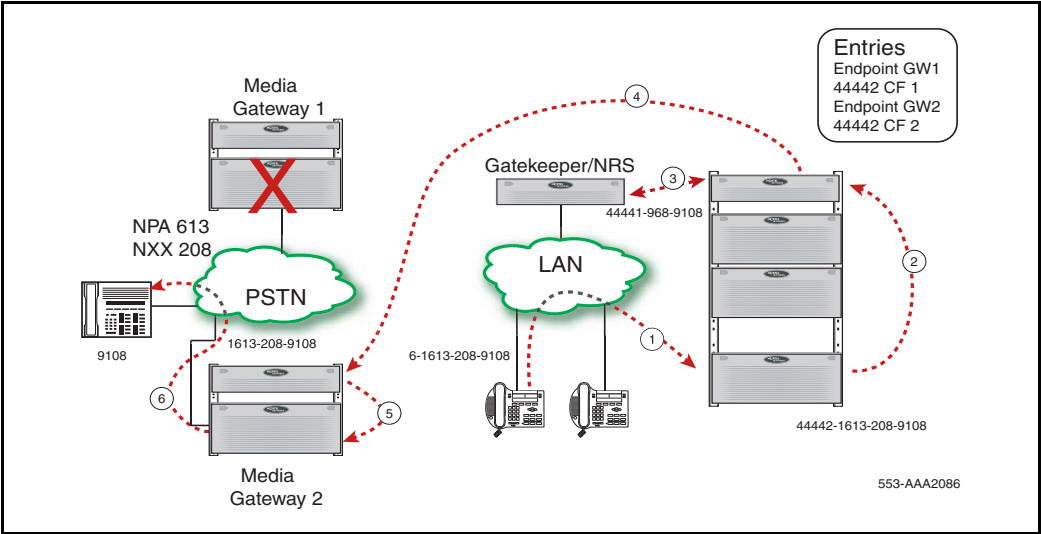 Entries
Endpoint GW1
44442 CF 1
Endpoint GW2
44442 CF 2
Media
Gateway 1
4
Gatekeeper/NRS
3
44441-968-9108
X
NPA 613
NXX 208
LAN
2
PSTN
9108
1613-208-9108
6-1613-208-9108
1
6
5
44442-1613-208-9108
Media
Gateway 2
553-AAA2086